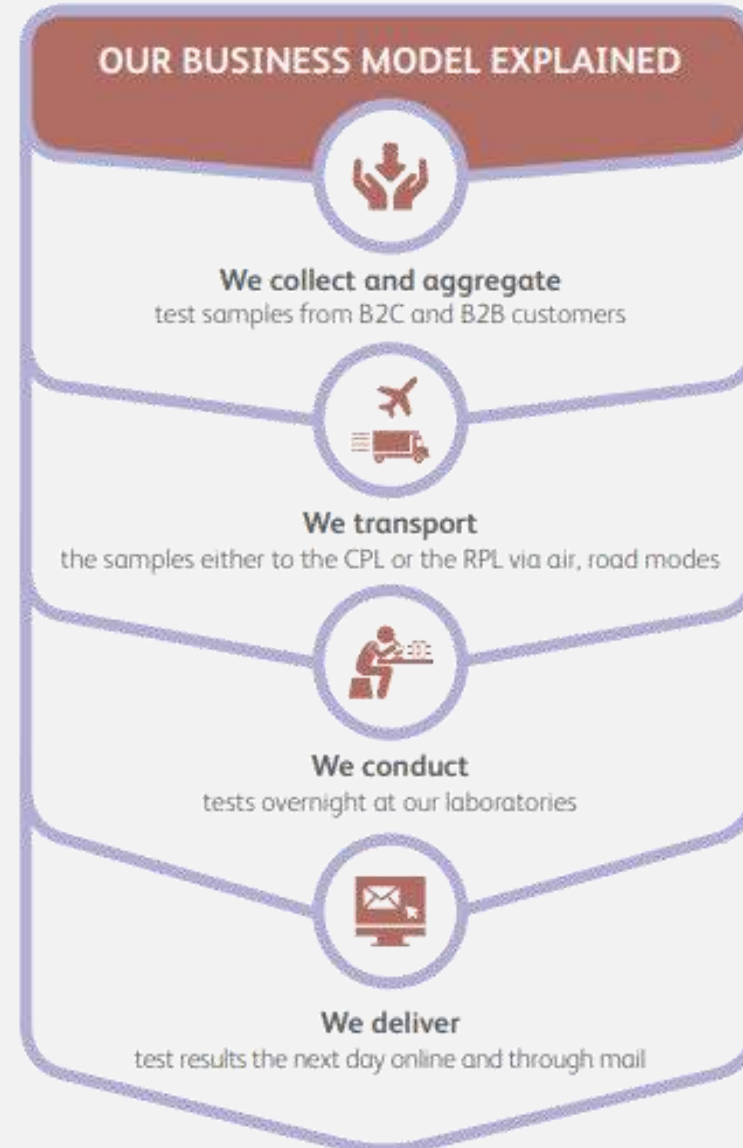 OUR BUSINESS MODEL EXPLAINED
We collect and aggregate
test samples from B2C and B2B customers
We transport
the samples either to the CPL or the RPL via air, road modes
We conduct
tests overnight at our laboratories
We deliver
test results the next day online and through mail